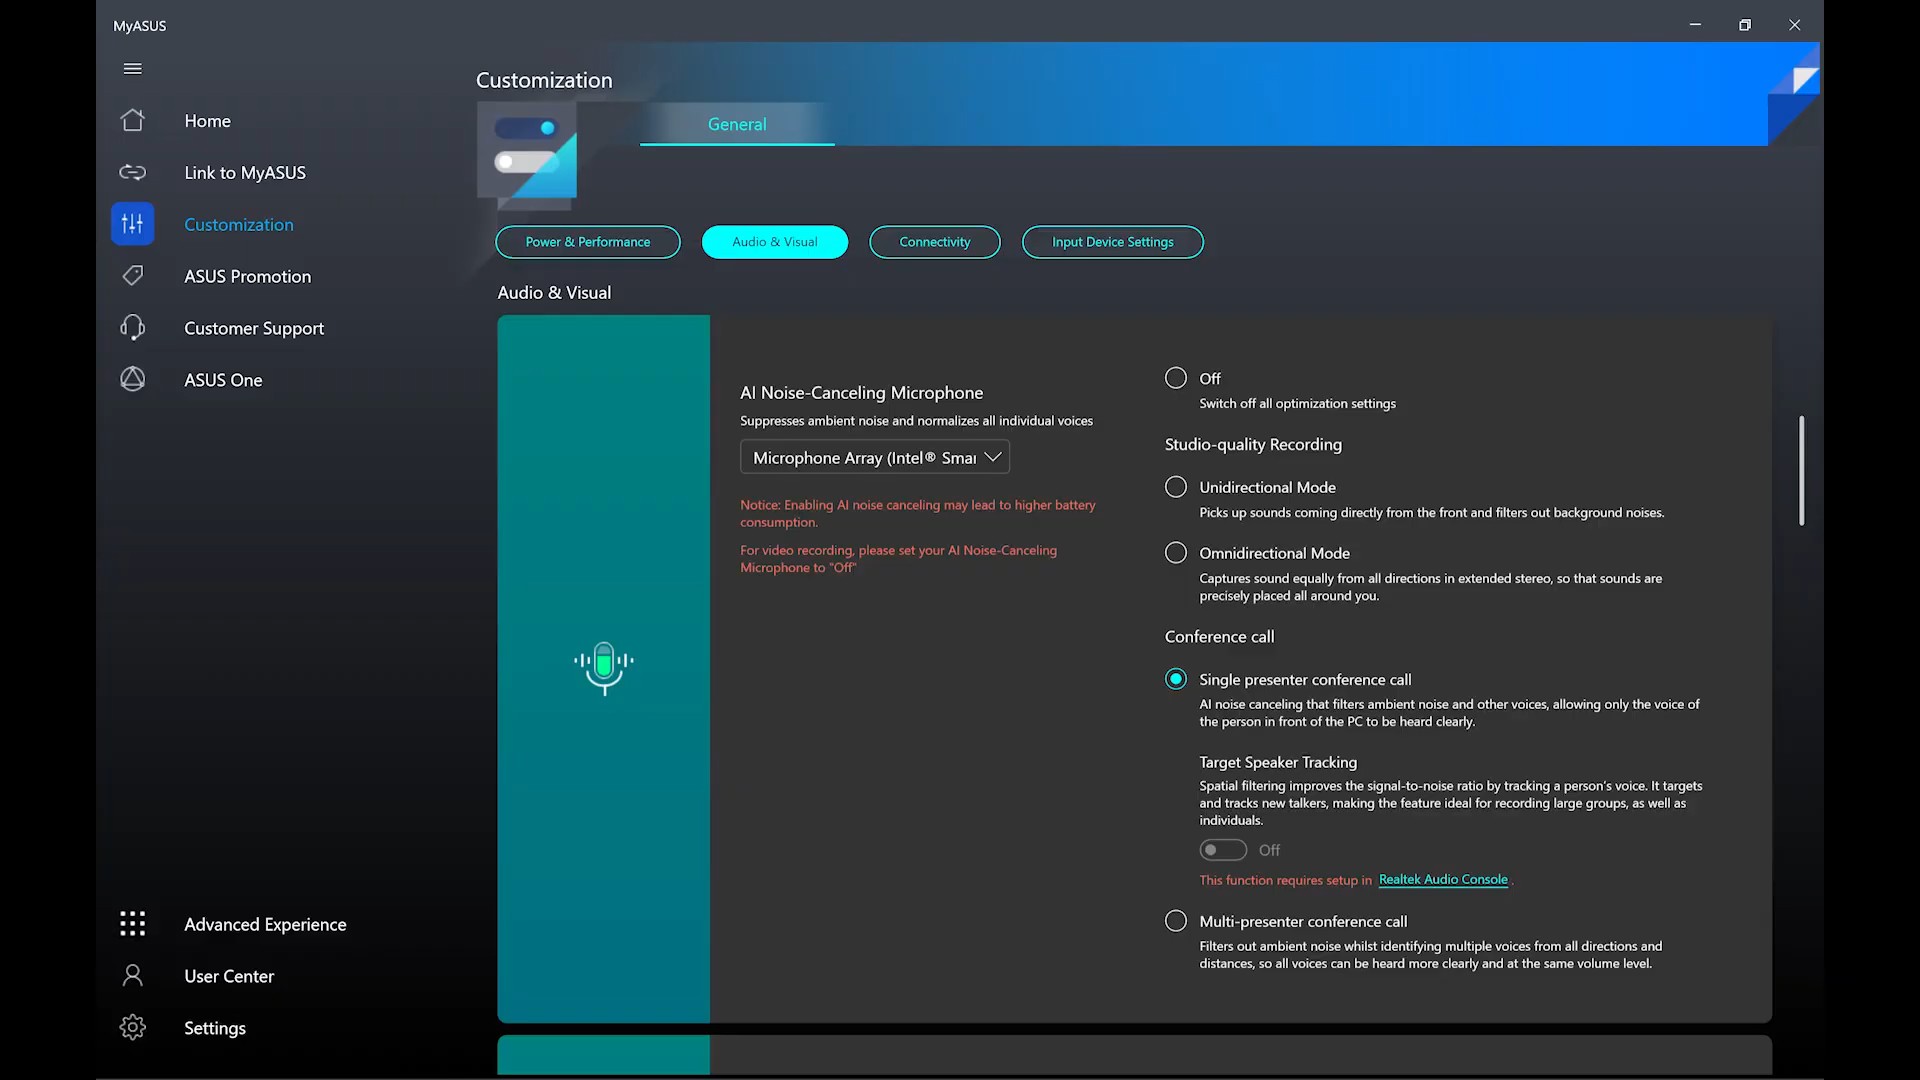 MyASUS
Home
Link to MyASUS
Customization
ASUS Promotion
Customer Support
ASUS One
Advanced Experience
User Center
Settings
Customization
General
Power & Performance
Audio & Visual
Connectivity
Input Device Settings
Audio & Visual
AI Noise-Canceling Microphone
Suppresses ambient noise and normalizes all individual voices
Microphone Array (Intel® Smar
Notice: Enabling AI noise canceling may lead to higher battery
consumption.
For video recording, please set your AI Noise-Canceling
Microphone to "Off"
Off
Switch off all optimization settings
Studio-quality Recording
Unidirectional Mode
Picks up sounds coming directly from the front and filters out background noises.
Omnidirectional Mode
Captures sound equally from all directions in extended stereo, so that sounds are
precisely placed all around you.
Conference call
Single presenter conference call
AI noise canceling that filters ambient noise and other voices, allowing only the voice of
the person in front of the PC to be heard clearly.
Target Speaker Tracking
Spatial filtering improves the signal-to-noise ratio by tracking a person's voice. It targets
and tracks new talkers, making the feature ideal for recording large groups, as well as
individuals.
Off
This function requires setup in Realtek Audio Console .
Multi-presenter conference call
Filters out ambient noise whilst identifying multiple voices from all directions and
distances, so all voices can be heard more clearly and at the same volume level.